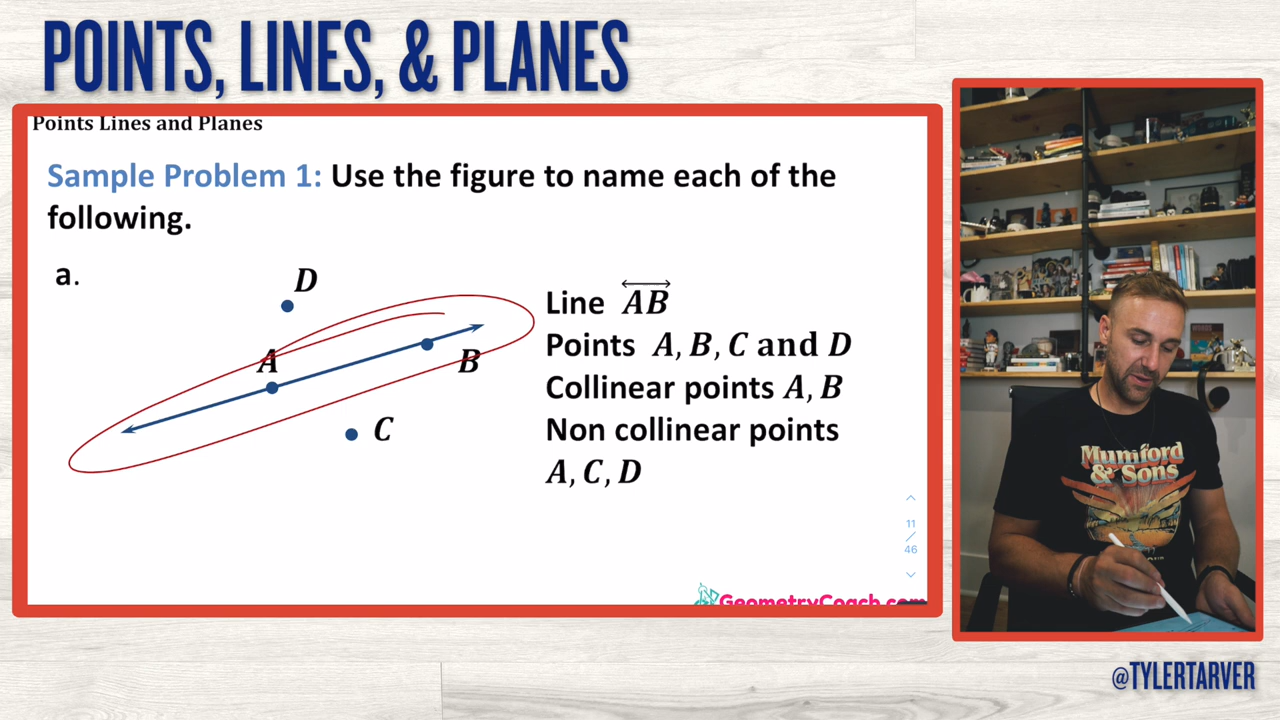 POINTS, LINES, & PLANES
Points Lines and Planes
Sample Problem 1: Use the figure to name each of the
following.
a.
D
A
B
C
Line AB
Points A, B, C and D
Collinear points A, B
Non collinear points
A, C, D
11
/
46
GeometryCoach.com
Mumford
& Sons
@TYLERTARVER